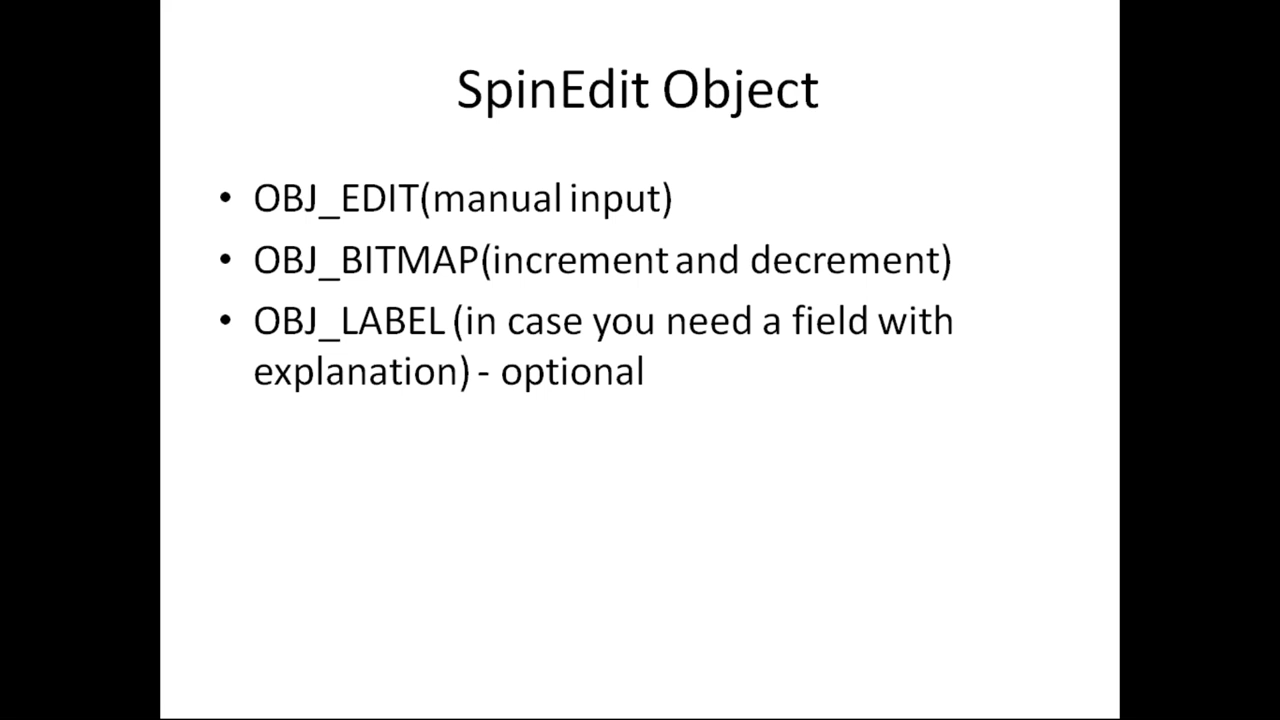 SpinEdit Object
• OBJ_EDIT(manual input)
• OBJ_BITMAP(increment and decrement)
• OBJ_LABEL (in case you need a field with
explanation) - optional